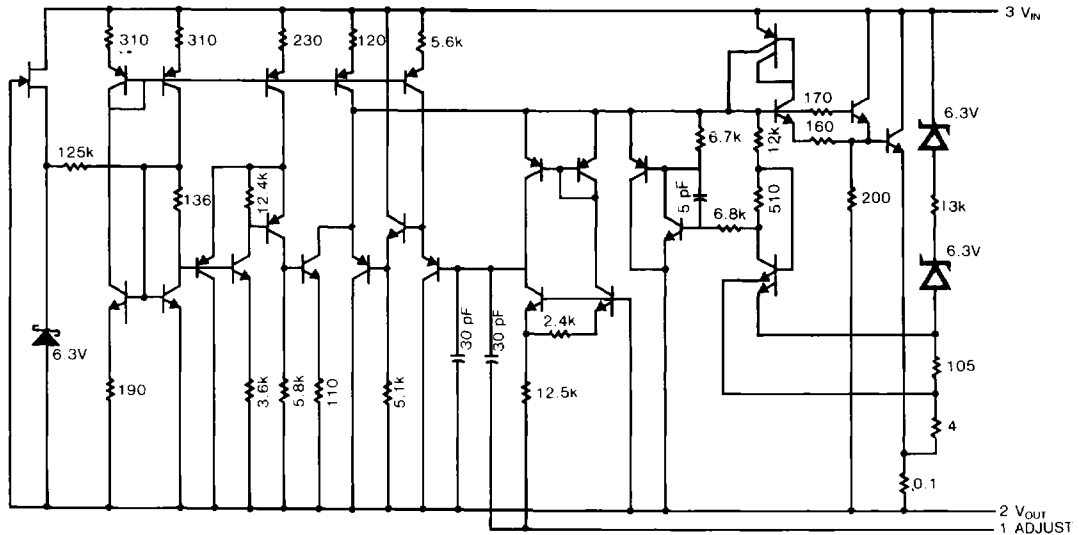 3 V_IN
310
310
230
120
5.6k
6.3V
170
160
6.7k
12k
125k
136
12.4k
5 pF
6.8k
510
200
13k
6.3V
30 pF
30 pF
2.4k
6.3V
190
3.6k
5.8k
110
5.1k
12.5k
105
4
0.1
2 V_OUT
1 ADJUST